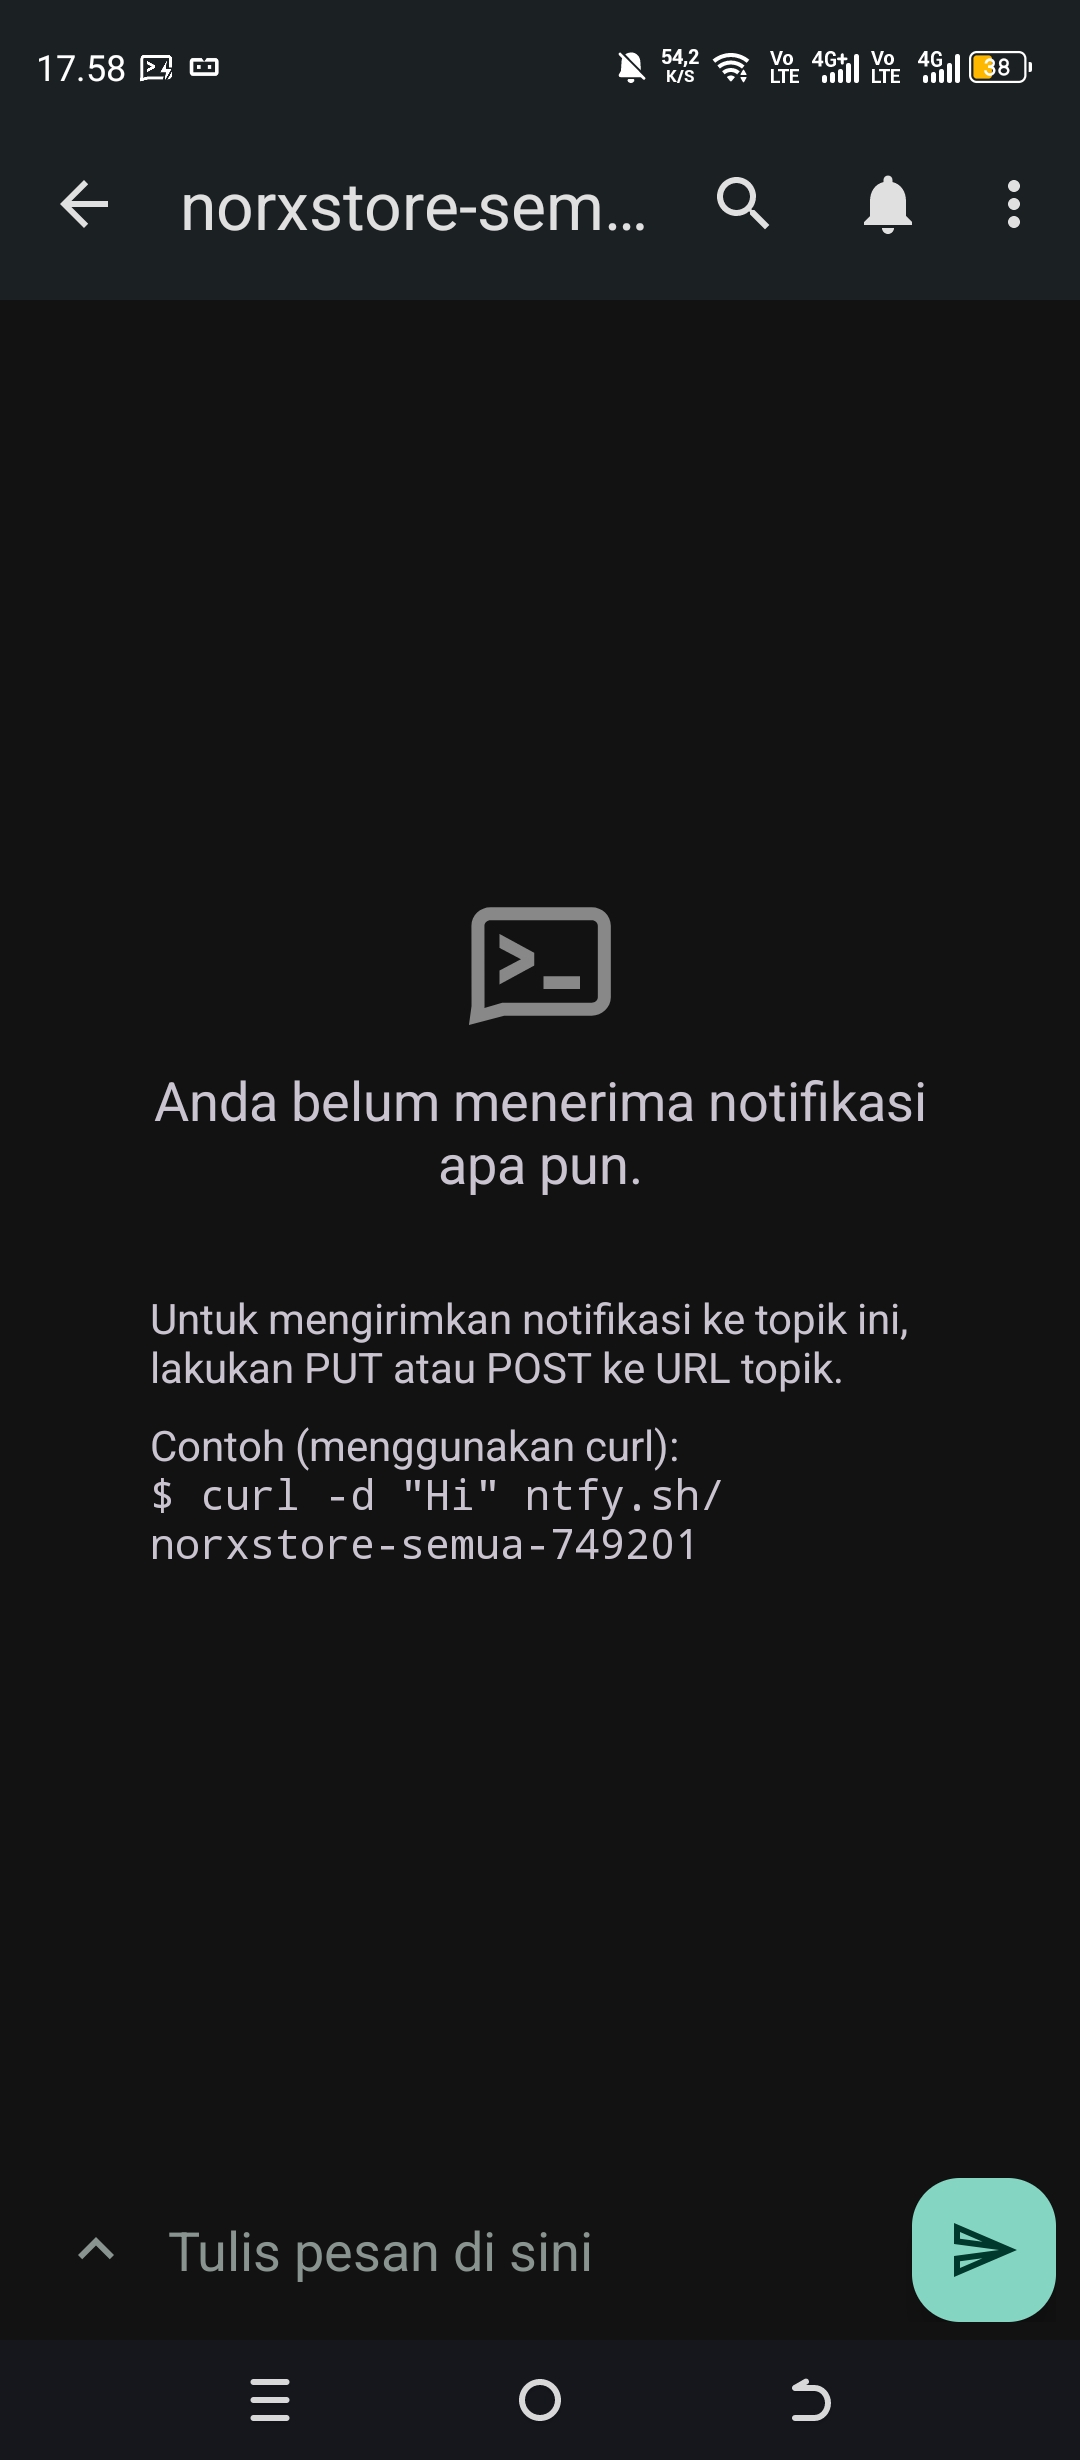 17.58
54,2
K/S
Vo
LTE
4G+
Vo
LTE
4G
38
norxstore-sem...
>_
Anda belum menerima notifikasi
apa pun.
Untuk mengirimkan notifikasi ke topik ini,
lakukan PUT atau POST ke URL topik.
Contoh (menggunakan curl):
$ curl -d "Hi" ntfy.sh/
norxstore-semua-749201
Tulis pesan di sini